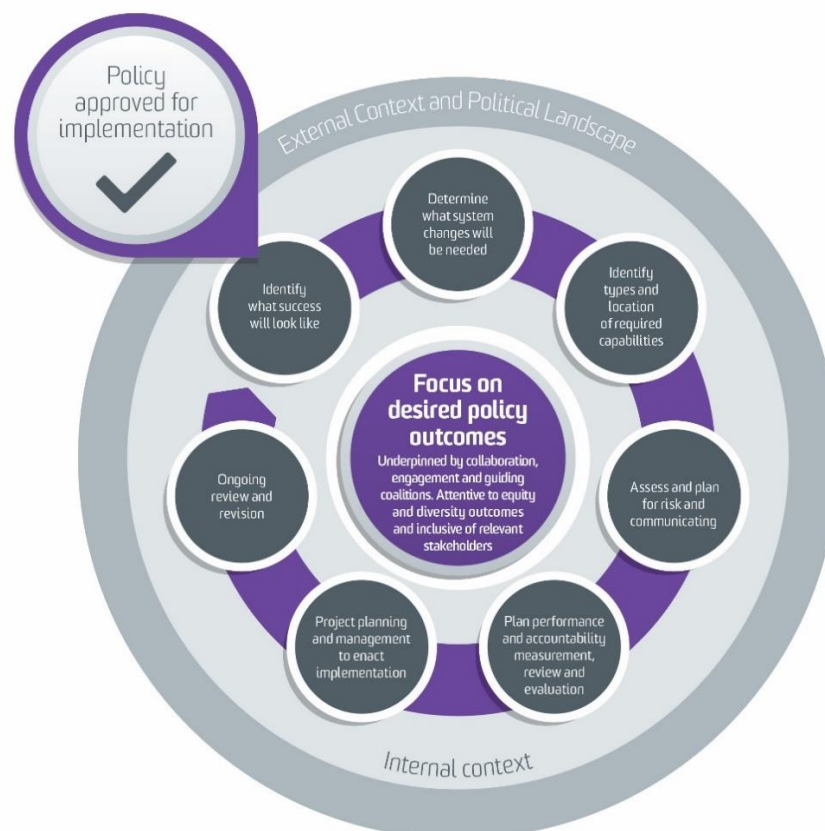 Policy
approved for
implementation
External Context and Political Landscape
Determine
what system
changes will
be needed
Identify
types and
location
of required
capabilities
Assess and plan
for risk and
communicating
Plan performance
and accountability
measurement,
review and
evaluation
Project planning
and management
to enact
implementation
Ongoing
review and
revision
Identify
what success
will look like
Focus on
desired policy
outcomes
Underpinned by collaboration,
engagement and guiding
coalitions. Attentive to equity
and diversity outcomes
and inclusive of relevant
stakeholders
Internal context